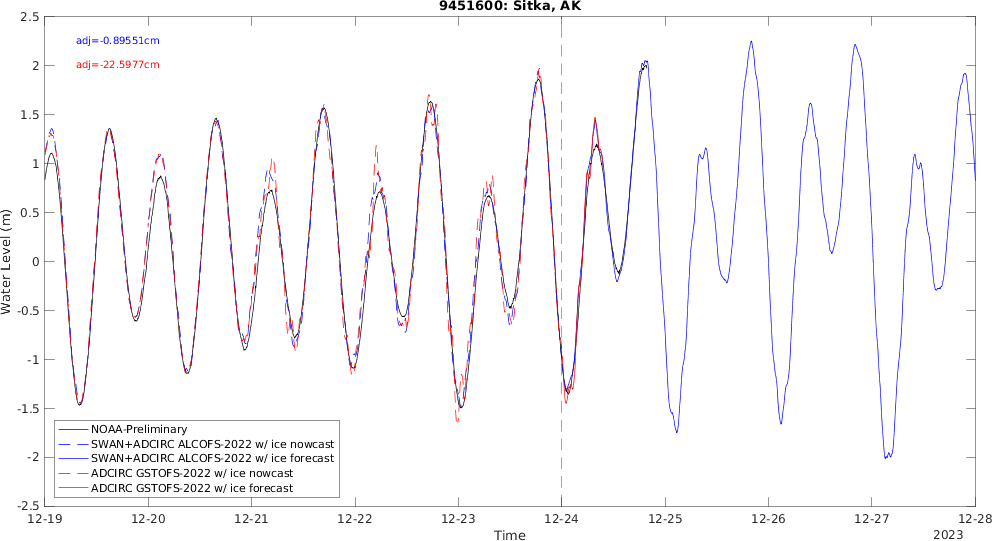 9451600: Sitka, AK
adj=-0.89551cm
adj=-22.5977cm
Water Level (m)
2.5
2
1.5
1
0.5
0
-0.5
-1
-1.5
-2
-2.5
NOAA-Preliminary
SWAN+ADCIRC ALCOFS-2022 w/ ice nowcast
SWAN+ADCIRC ALCOFS-2022 w/ ice forecast
ADCIRC GSTOFS-2022 w/ ice nowcast
ADCIRC GSTOFS-2022 w/ ice forecast
12-19 12-20 12-21 12-22 12-23 12-24 12-25 12-26 12-27 12-28
Time
2023